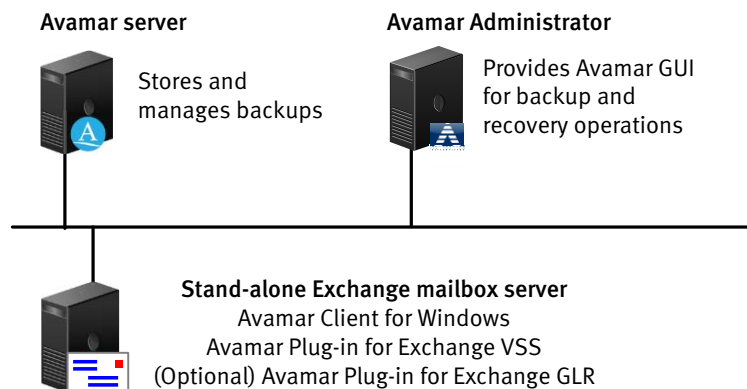 Avamar server
Stores and
manages backups
A
Avamar Administrator
Provides Avamar GUI
for backup and
recovery operations
Stand-alone Exchange mailbox server
Avamar Client for Windows
Avamar Plug-in for Exchange VSS
(Optional) Avamar Plug-in for Exchange GLR